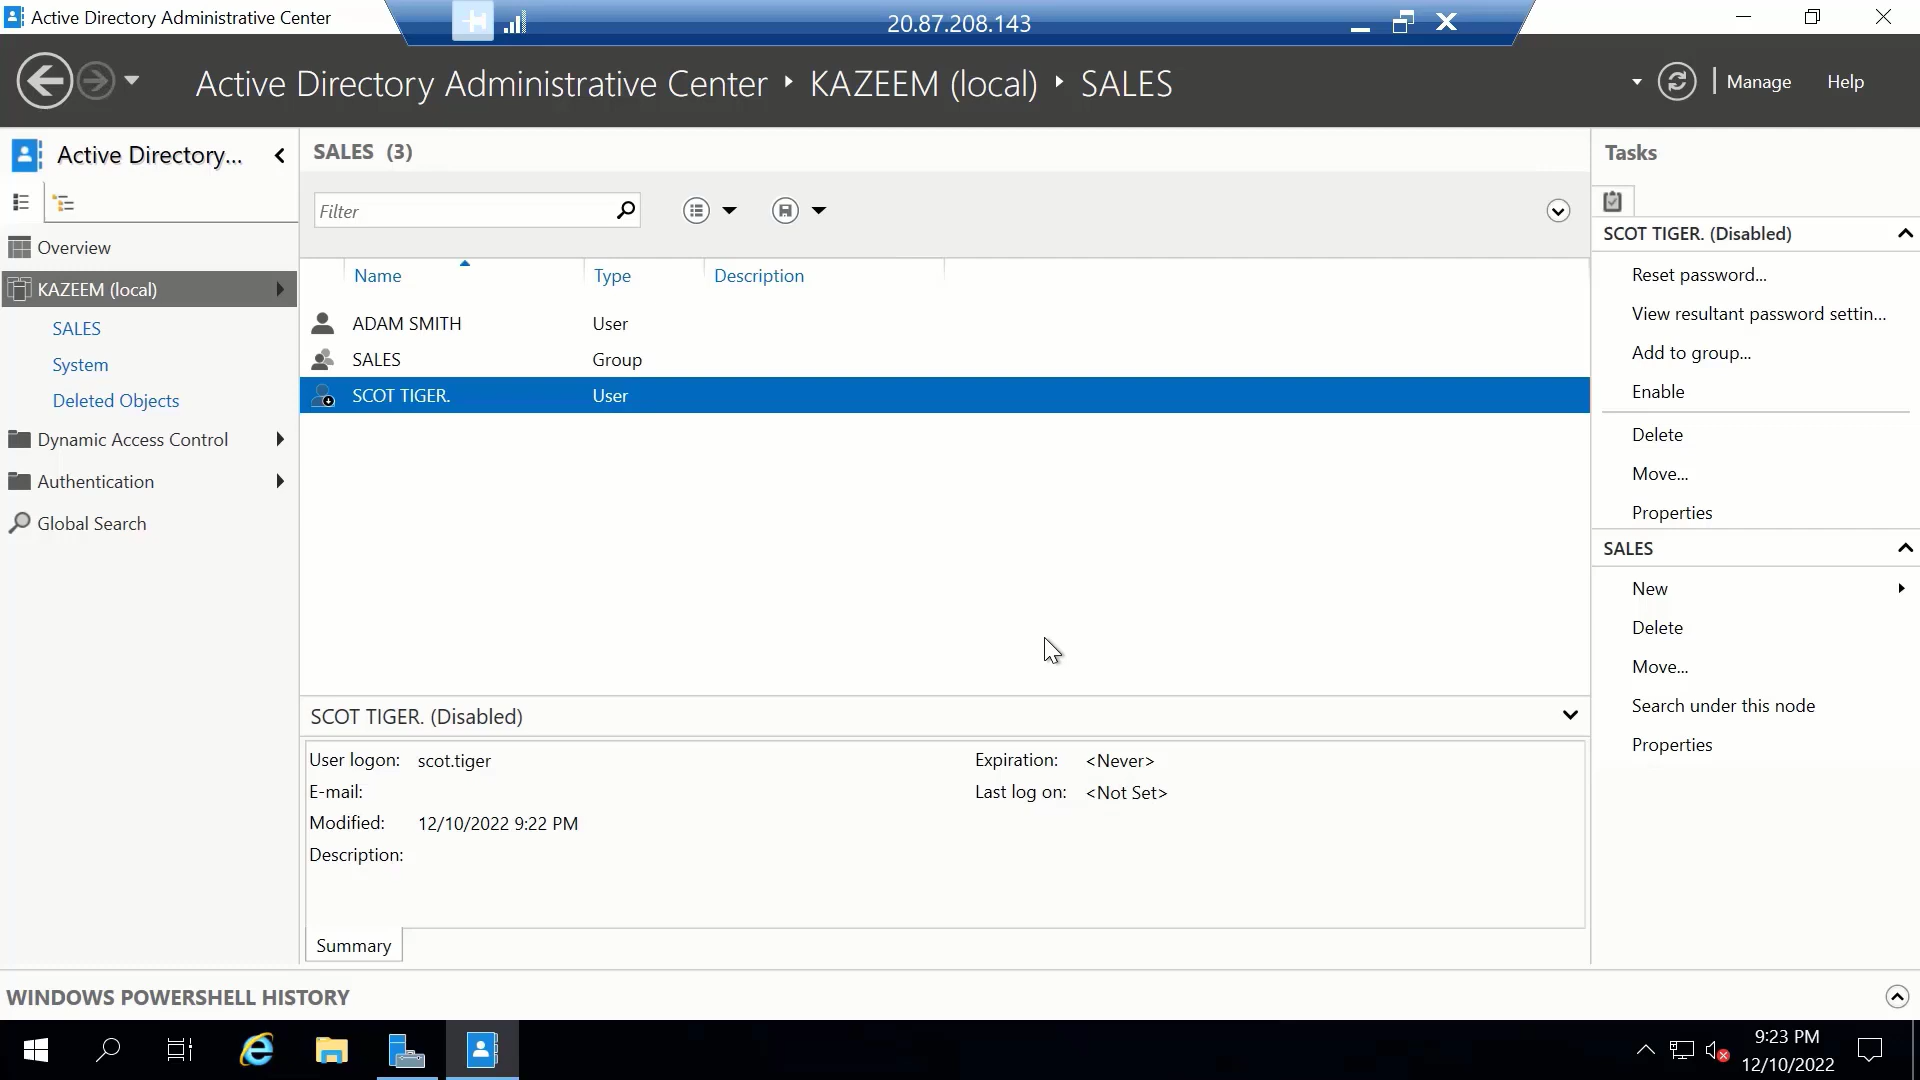 Active Directory Administrative Center
20.87.208.143
Active Directory Administrative Center
KAZEEM (local)
SALES
Manage
Help
Active Directory...
Overview
KAZEEM (local)
SALES
System
Deleted Objects
Dynamic Access Control
Authentication
Global Search
SALES (3)
Filter
Name Type Description
ADAM SMITH User
SALES Group
SCOT TIGER. User
SCOT TIGER. (Disabled)
User logon: scot.tiger
E-mail:
Modified: 12/10/2022 9:22 PM
Description:
Expiration: <Never>
Last log on: <Not Set>
Summary
Tasks
SCOT TIGER. (Disabled)
Reset password...
View resultant password settin...
Add to group...
Enable
Delete
Move...
Properties
SALES
New
Delete
Move...
Search under this node
Properties
WINDOWS POWERSHELL HISTORY
9:23 PM
12/10/2022